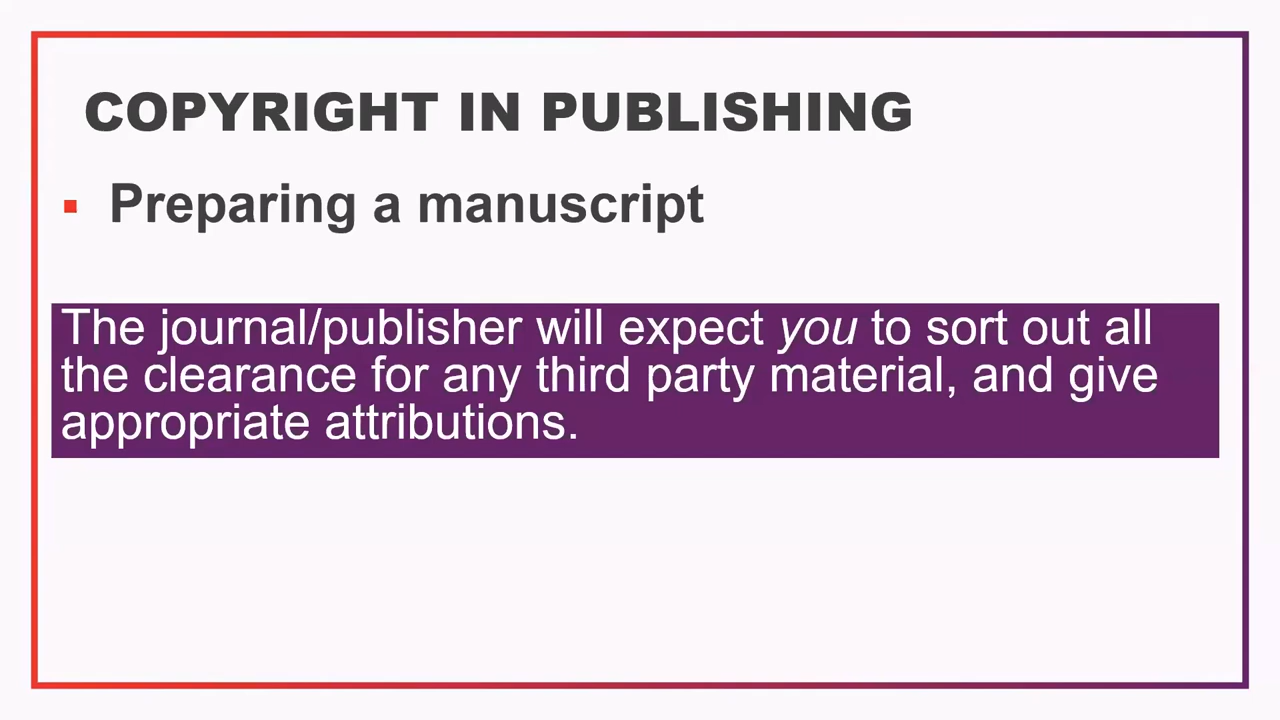 COPYRIGHT IN PUBLISHING
▪ Preparing a manuscript
The journal/publisher will expect you to sort out all
the clearance for any third party material, and give
appropriate attributions.